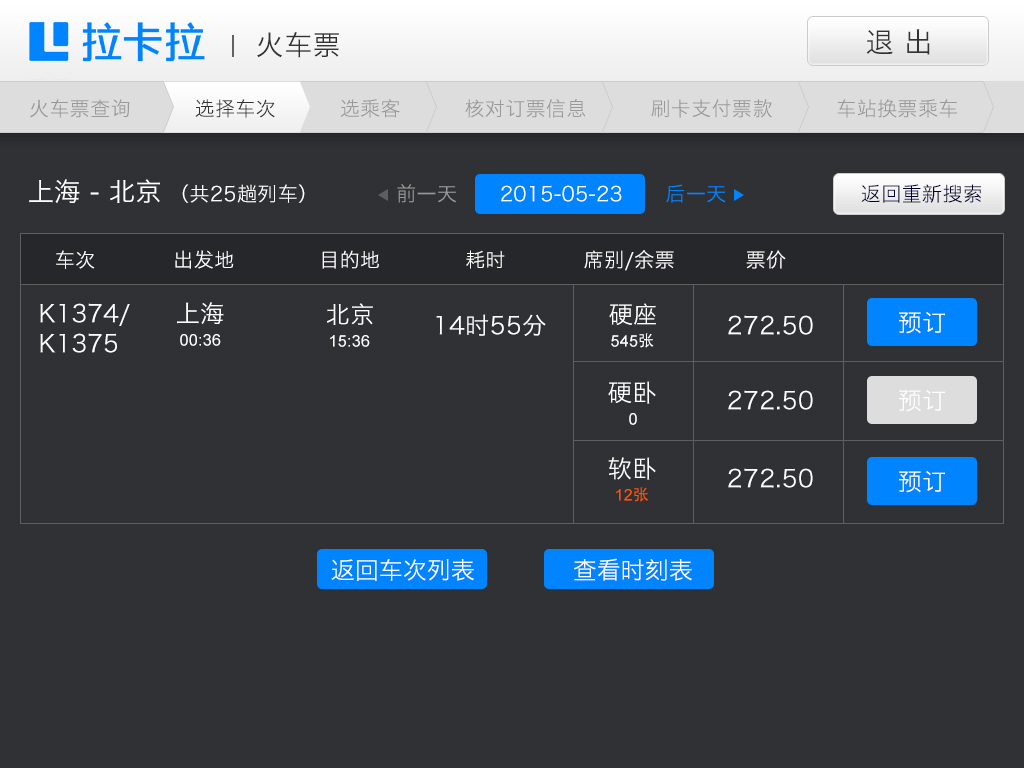 拉卡拉 | 火车票
退 出
火车票查询 选择车次 选乘客 核对订票信息 刷卡支付票款 车站换票乘车
上海 - 北京 (共25趟列车) 前一天 2015-05-23 后一天 返回重新搜索
车次 出发地 目的地 耗时 席别/余票 票价
K1374/
K1375
上海
00:36
北京
15:36
14时55分
硬座
545张
272.50
预订
硬卧
0
272.50
预订
软卧
12张
272.50
预订
返回车次列表 查看时刻表